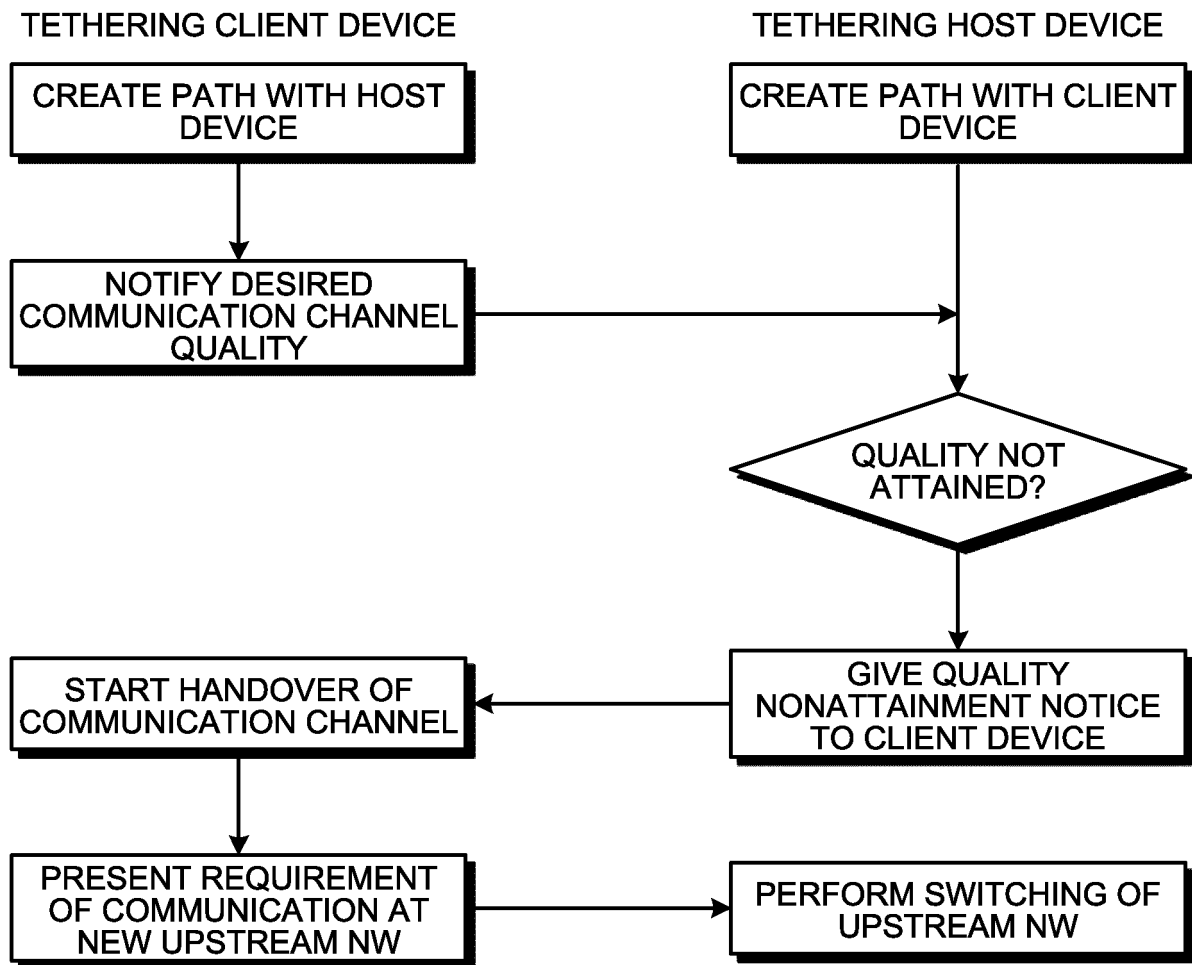 TETHERING CLIENT DEVICE
TETHERING HOST DEVICE
CREATE PATH WITH HOST
DEVICE
CREATE PATH WITH CLIENT
DEVICE
NOTIFY DESIRED
COMMUNICATION CHANNEL
QUALITY
QUALITY NOT
ATTAINED?
GIVE QUALITY
NONATTAINMENT NOTICE
TO CLIENT DEVICE
START HANDOVER OF
COMMUNICATION CHANNEL
PRESENT REQUIREMENT
OF COMMUNICATION AT
NEW UPSTREAM NW
PERFORM SWITCHING OF
UPSTREAM NW